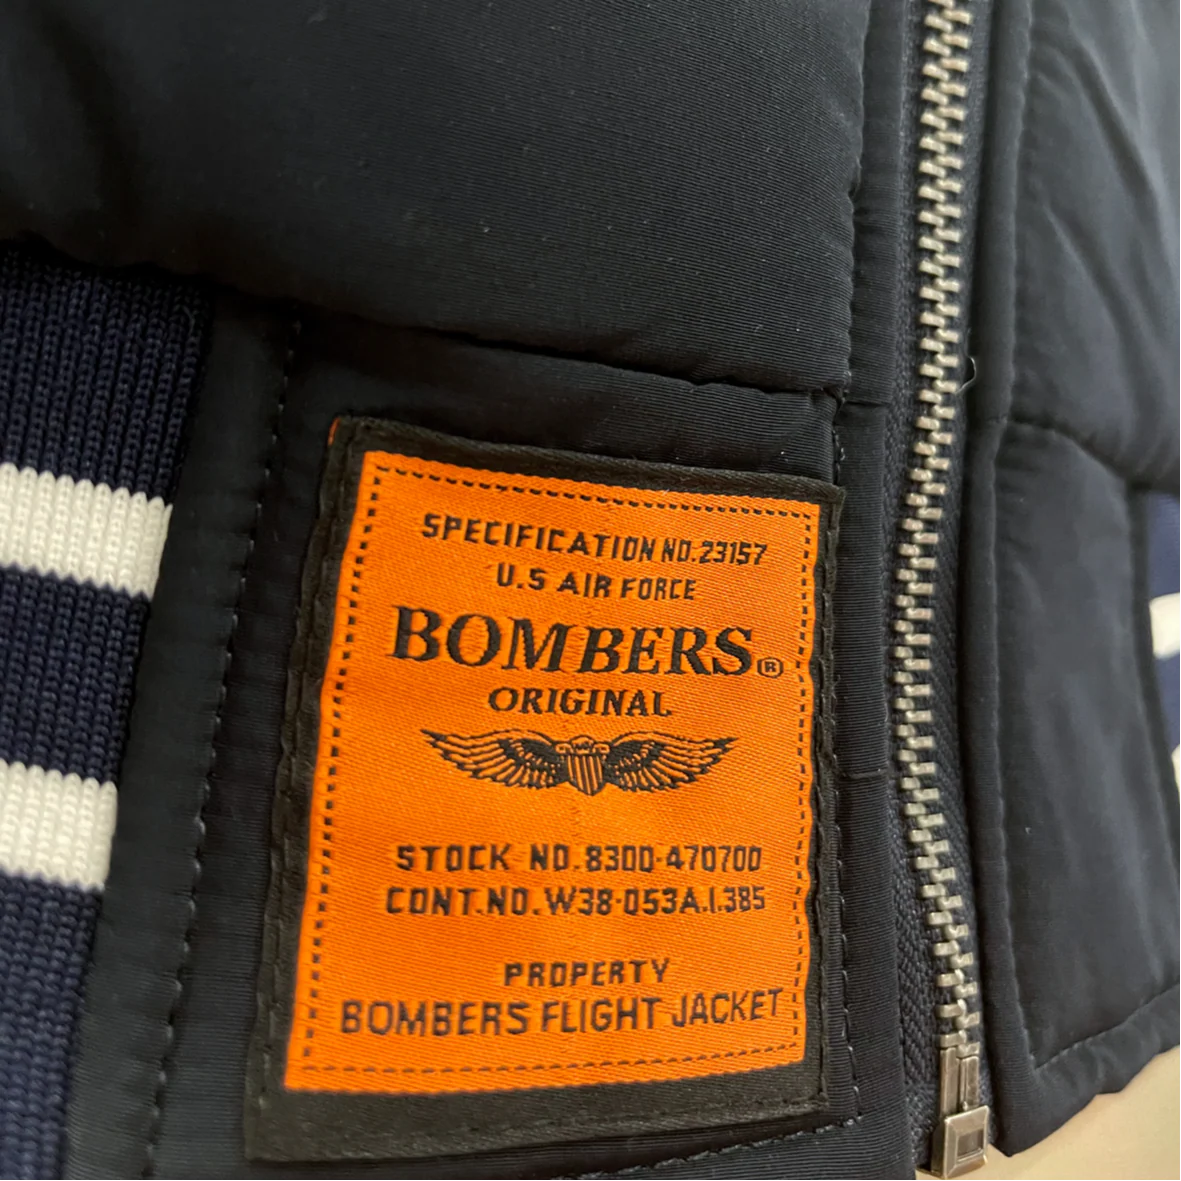 SPECIFICATION NO.23157
U.S AIR FORCE
BOMBERS®
ORIGINAL
STOCK NO.8300-470700
CONT.NO.W38-053A.I.385
PROPERTY
BOMBERS FLIGHT JACKET